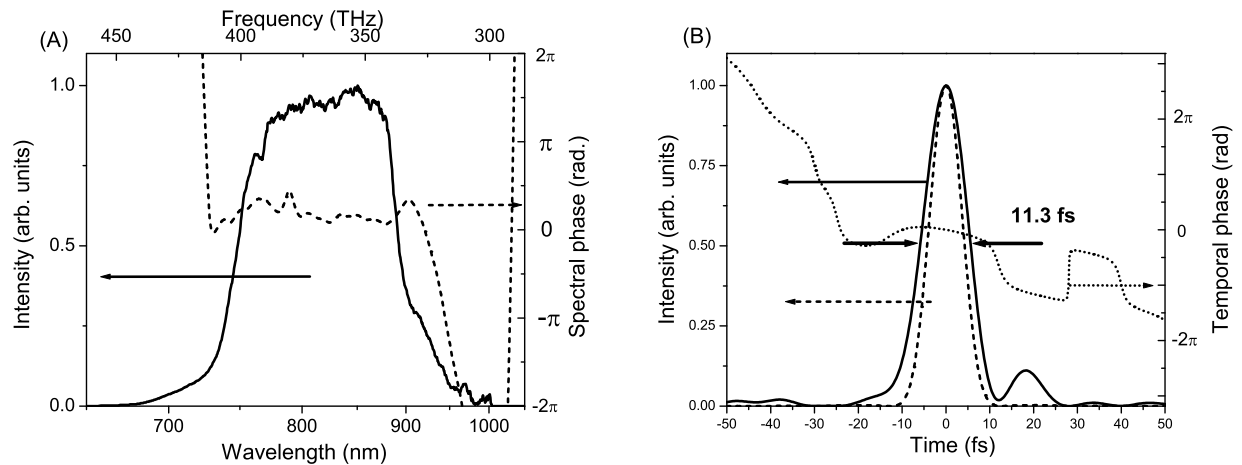 Frequency (THz)
(A)
450 400 350 300
1.0
0.5
0.0
Intensity (arb. units)
2π
π
0
-π
-2π
Spectral phase (rad.)
700 800 900 1000
Wavelength (nm)
(B)
1.00
0.75
0.50
0.25
0.00
Intensity (arb. units)
11.3 fs
2π
0
-2π
Temporal phase (rad)
-50 -40 -30 -20 -10 0 10 20 30 40 50
Time (fs)